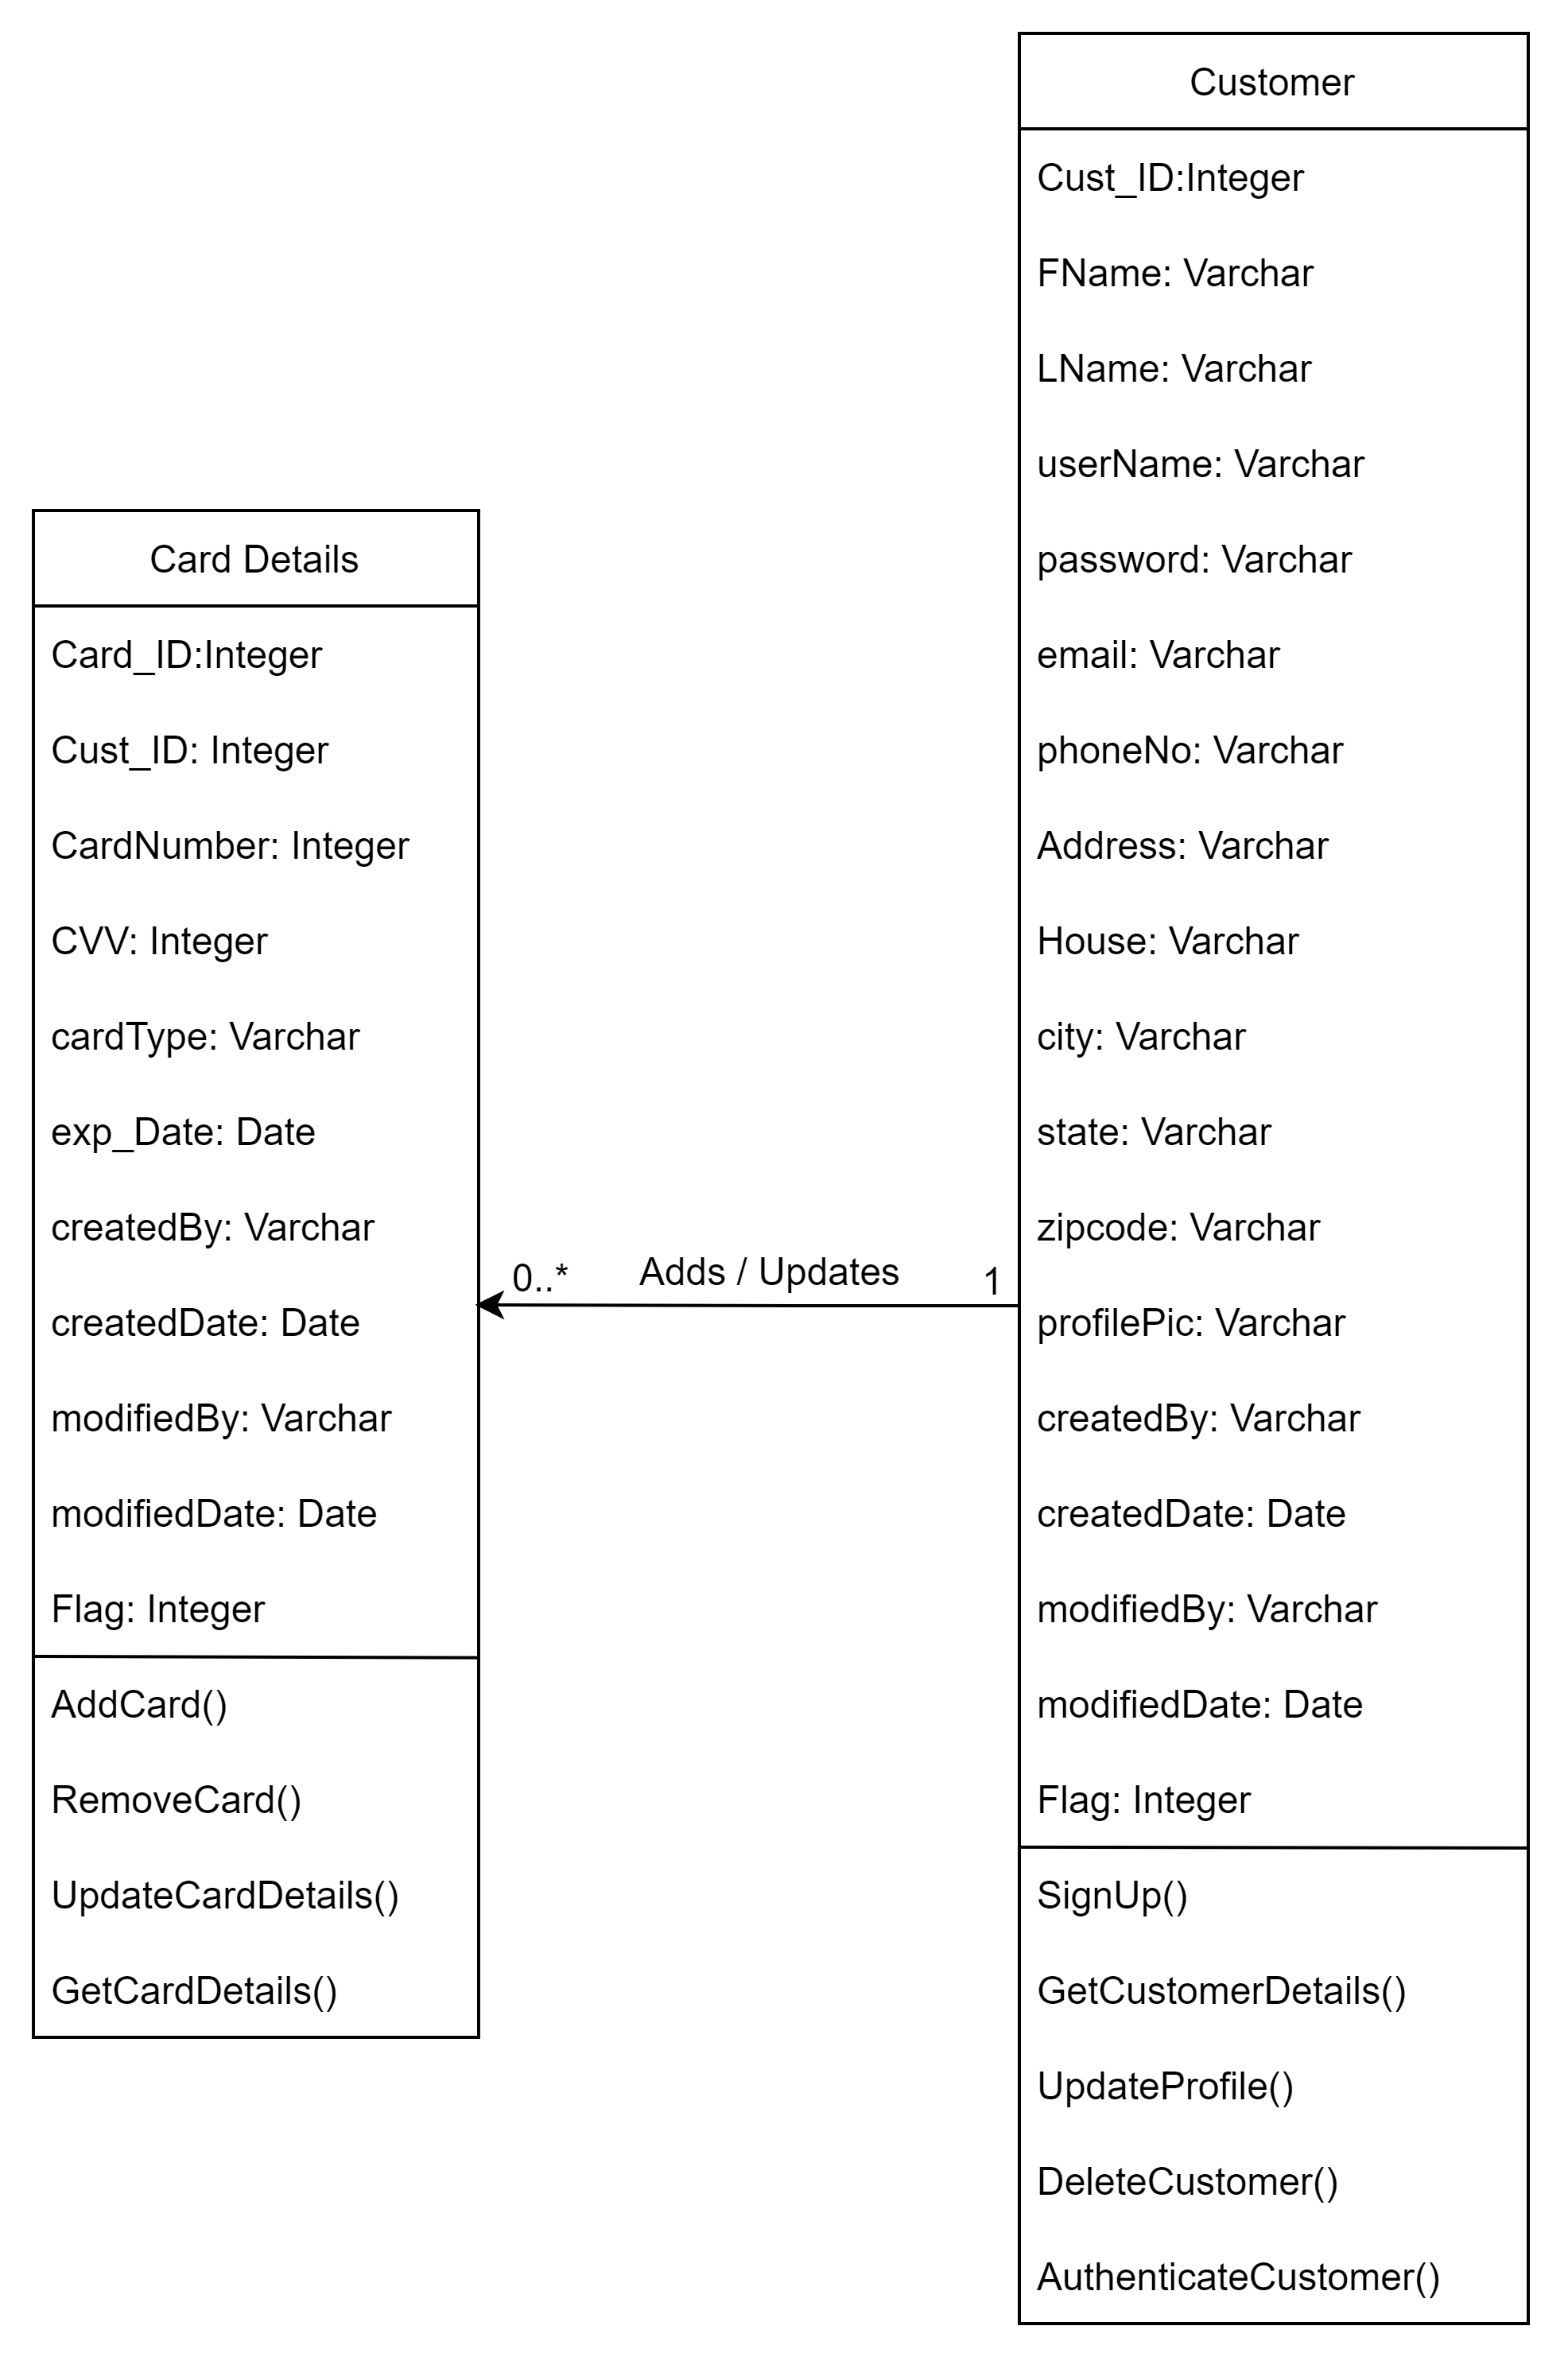 Customer
Cust_ID:Integer
FName: Varchar
LName: Varchar
userName: Varchar
password: Varchar
email: Varchar
phoneNo: Varchar
Address: Varchar
House: Varchar
city: Varchar
state: Varchar
zipcode: Varchar
profilePic: Varchar
createdBy: Varchar
createdDate: Date
modifiedBy: Varchar
modifiedDate: Date
Flag: Integer
SignUp()
GetCustomerDetails()
UpdateProfile()
DeleteCustomer()
AuthenticateCustomer()
Card Details
Card_ID:Integer
Cust_ID: Integer
CardNumber: Integer
CVV: Integer
cardType: Varchar
exp_Date: Date
createdBy: Varchar
createdDate: Date
modifiedBy: Varchar
modifiedDate: Date
Flag: Integer
AddCard()
RemoveCard()
UpdateCardDetails()
GetCardDetails()
0..* Adds / Updates 1